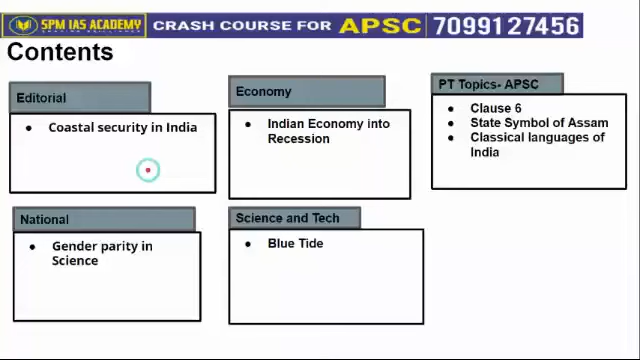 SPM IAS ACADEMY
CRASH COURSE FOR APSC 7099127456
Contents
Editorial
● Coastal security in India
Economy
● Indian Economy into
Recession
PT Topics- APSC
● Clause 6
● State Symbol of Assam
● Classical languages of
India
National
● Gender parity in
Science
Science and Tech
● Blue Tide